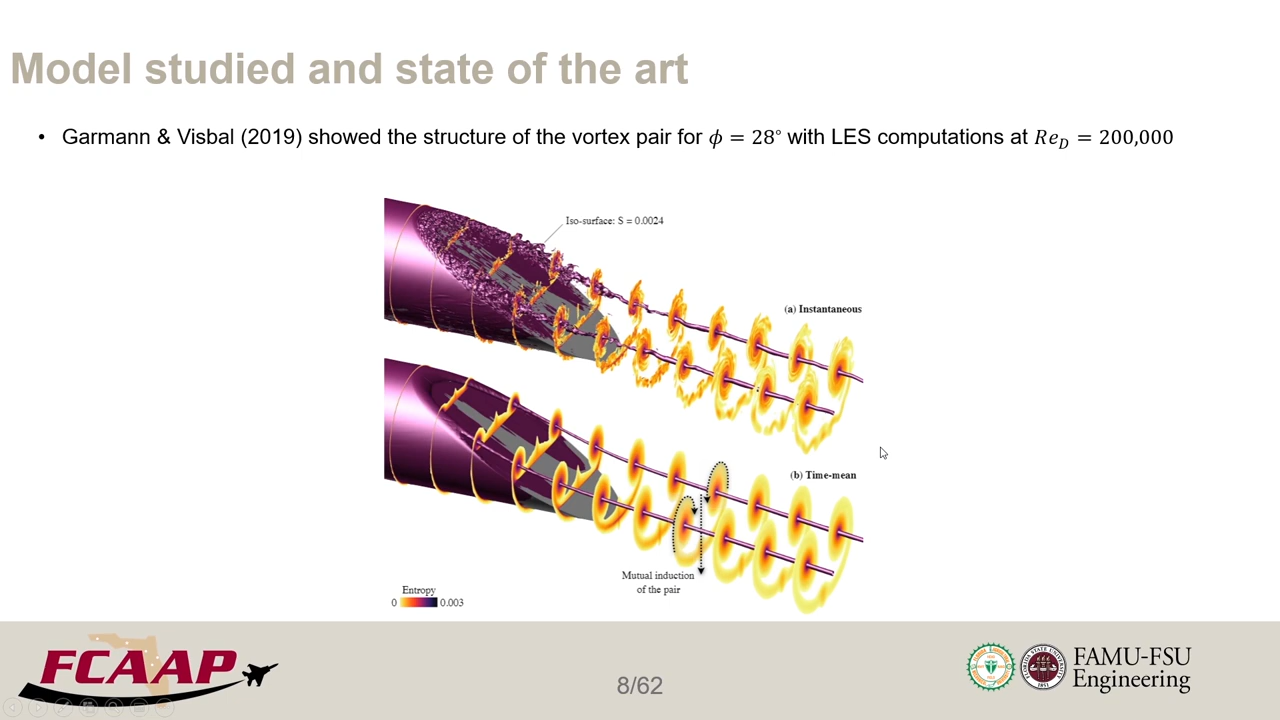 Model studied and state of the art
• Garmann & Visbal (2019) showed the structure of the vortex pair for ϕ = 28° with LES computations at Re_D = 200,000
Iso-surface: S = 0.0024
(a) Instantaneous
(b) Time-mean
Mutual induction
of the pair
Entropy
0 0.003
FCAAP
8/62
FAMU-FSU
Engineering